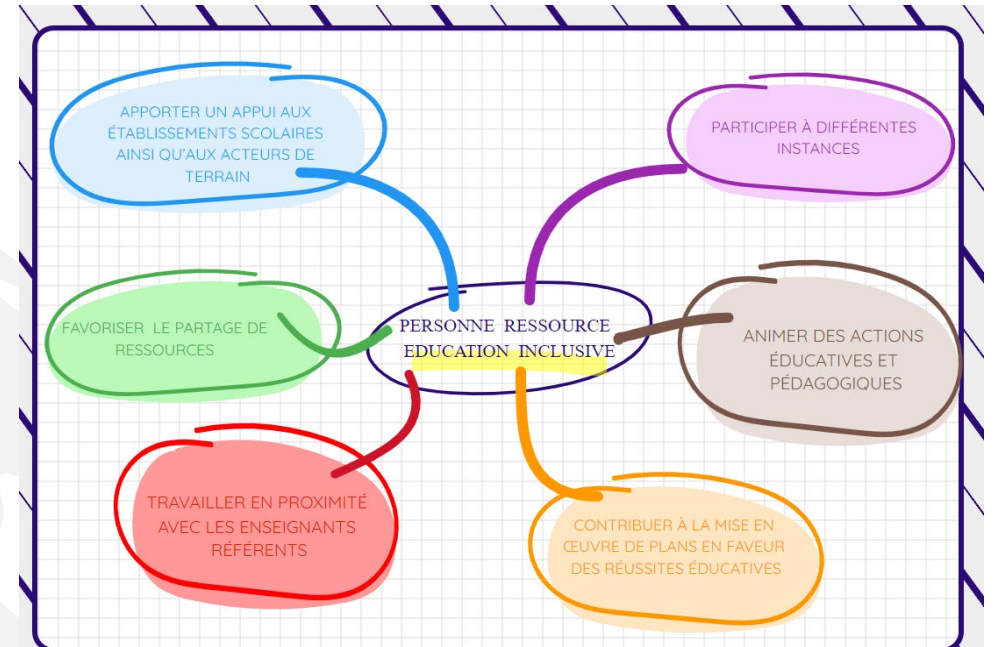 APPORTER UN APPUI AUX
ÉTABLISSEMENTS SCOLAIRES
AINSI QU'AUX ACTEURS DE
TERRAIN
PARTICIPER À DIFFÉRENTES
INSTANCES
FAVORISER LE PARTAGE DE
RESSOURCES
PERSONNE RESSOURCE
EDUCATION INCLUSIVE
ANIMER DES ACTIONS
ÉDUCATIVES ET
PÉDAGOGIQUES
TRAVAILLER EN PROXIMITÉ
AVEC LES ENSEIGNANTS
RÉFÉRENTS
CONTRIBUER À LA MISE EN
ŒUVRE DE PLANS EN FAVEUR
DES RÉUSSITES ÉDUCATIVES